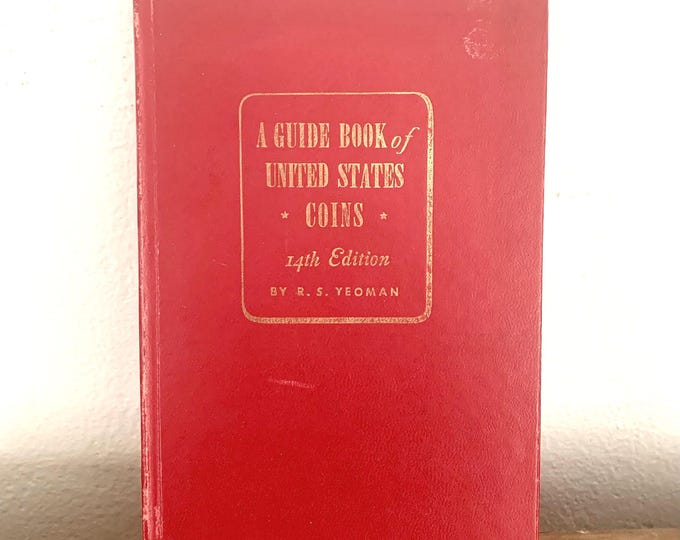 A GUIDE BOOK of
UNITED STATES
* COINS *
14th Edition
BY R. S. YEOMAN